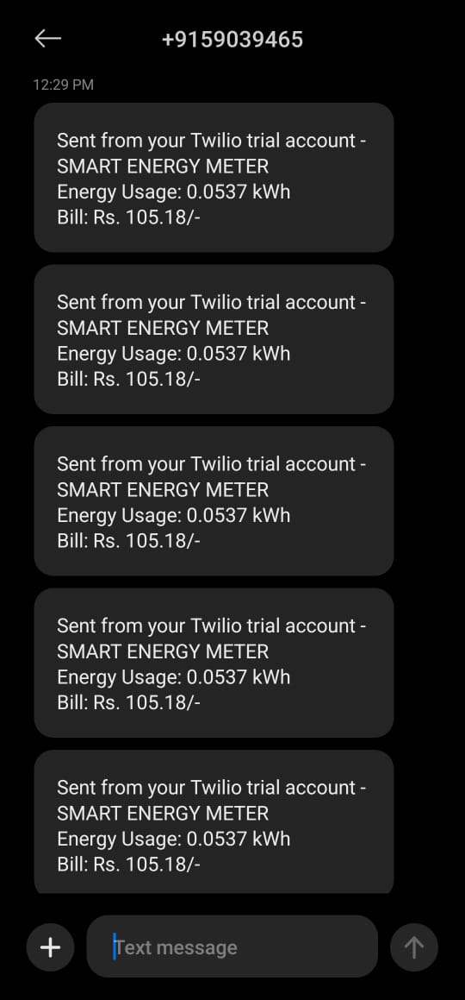 +9159039465
12:29 PM
Sent from your Twilio trial account -
SMART ENERGY METER
Energy Usage: 0.0537 kWh
Bill: Rs. 105.18/-
Sent from your Twilio trial account -
SMART ENERGY METER
Energy Usage: 0.0537 kWh
Bill: Rs. 105.18/-
Sent from your Twilio trial account -
SMART ENERGY METER
Energy Usage: 0.0537 kWh
Bill: Rs. 105.18/-
Sent from your Twilio trial account -
SMART ENERGY METER
Energy Usage: 0.0537 kWh
Bill: Rs. 105.18/-
Sent from your Twilio trial account -
SMART ENERGY METER
Energy Usage: 0.0537 kWh
Bill: Rs. 105.18/-
Text message